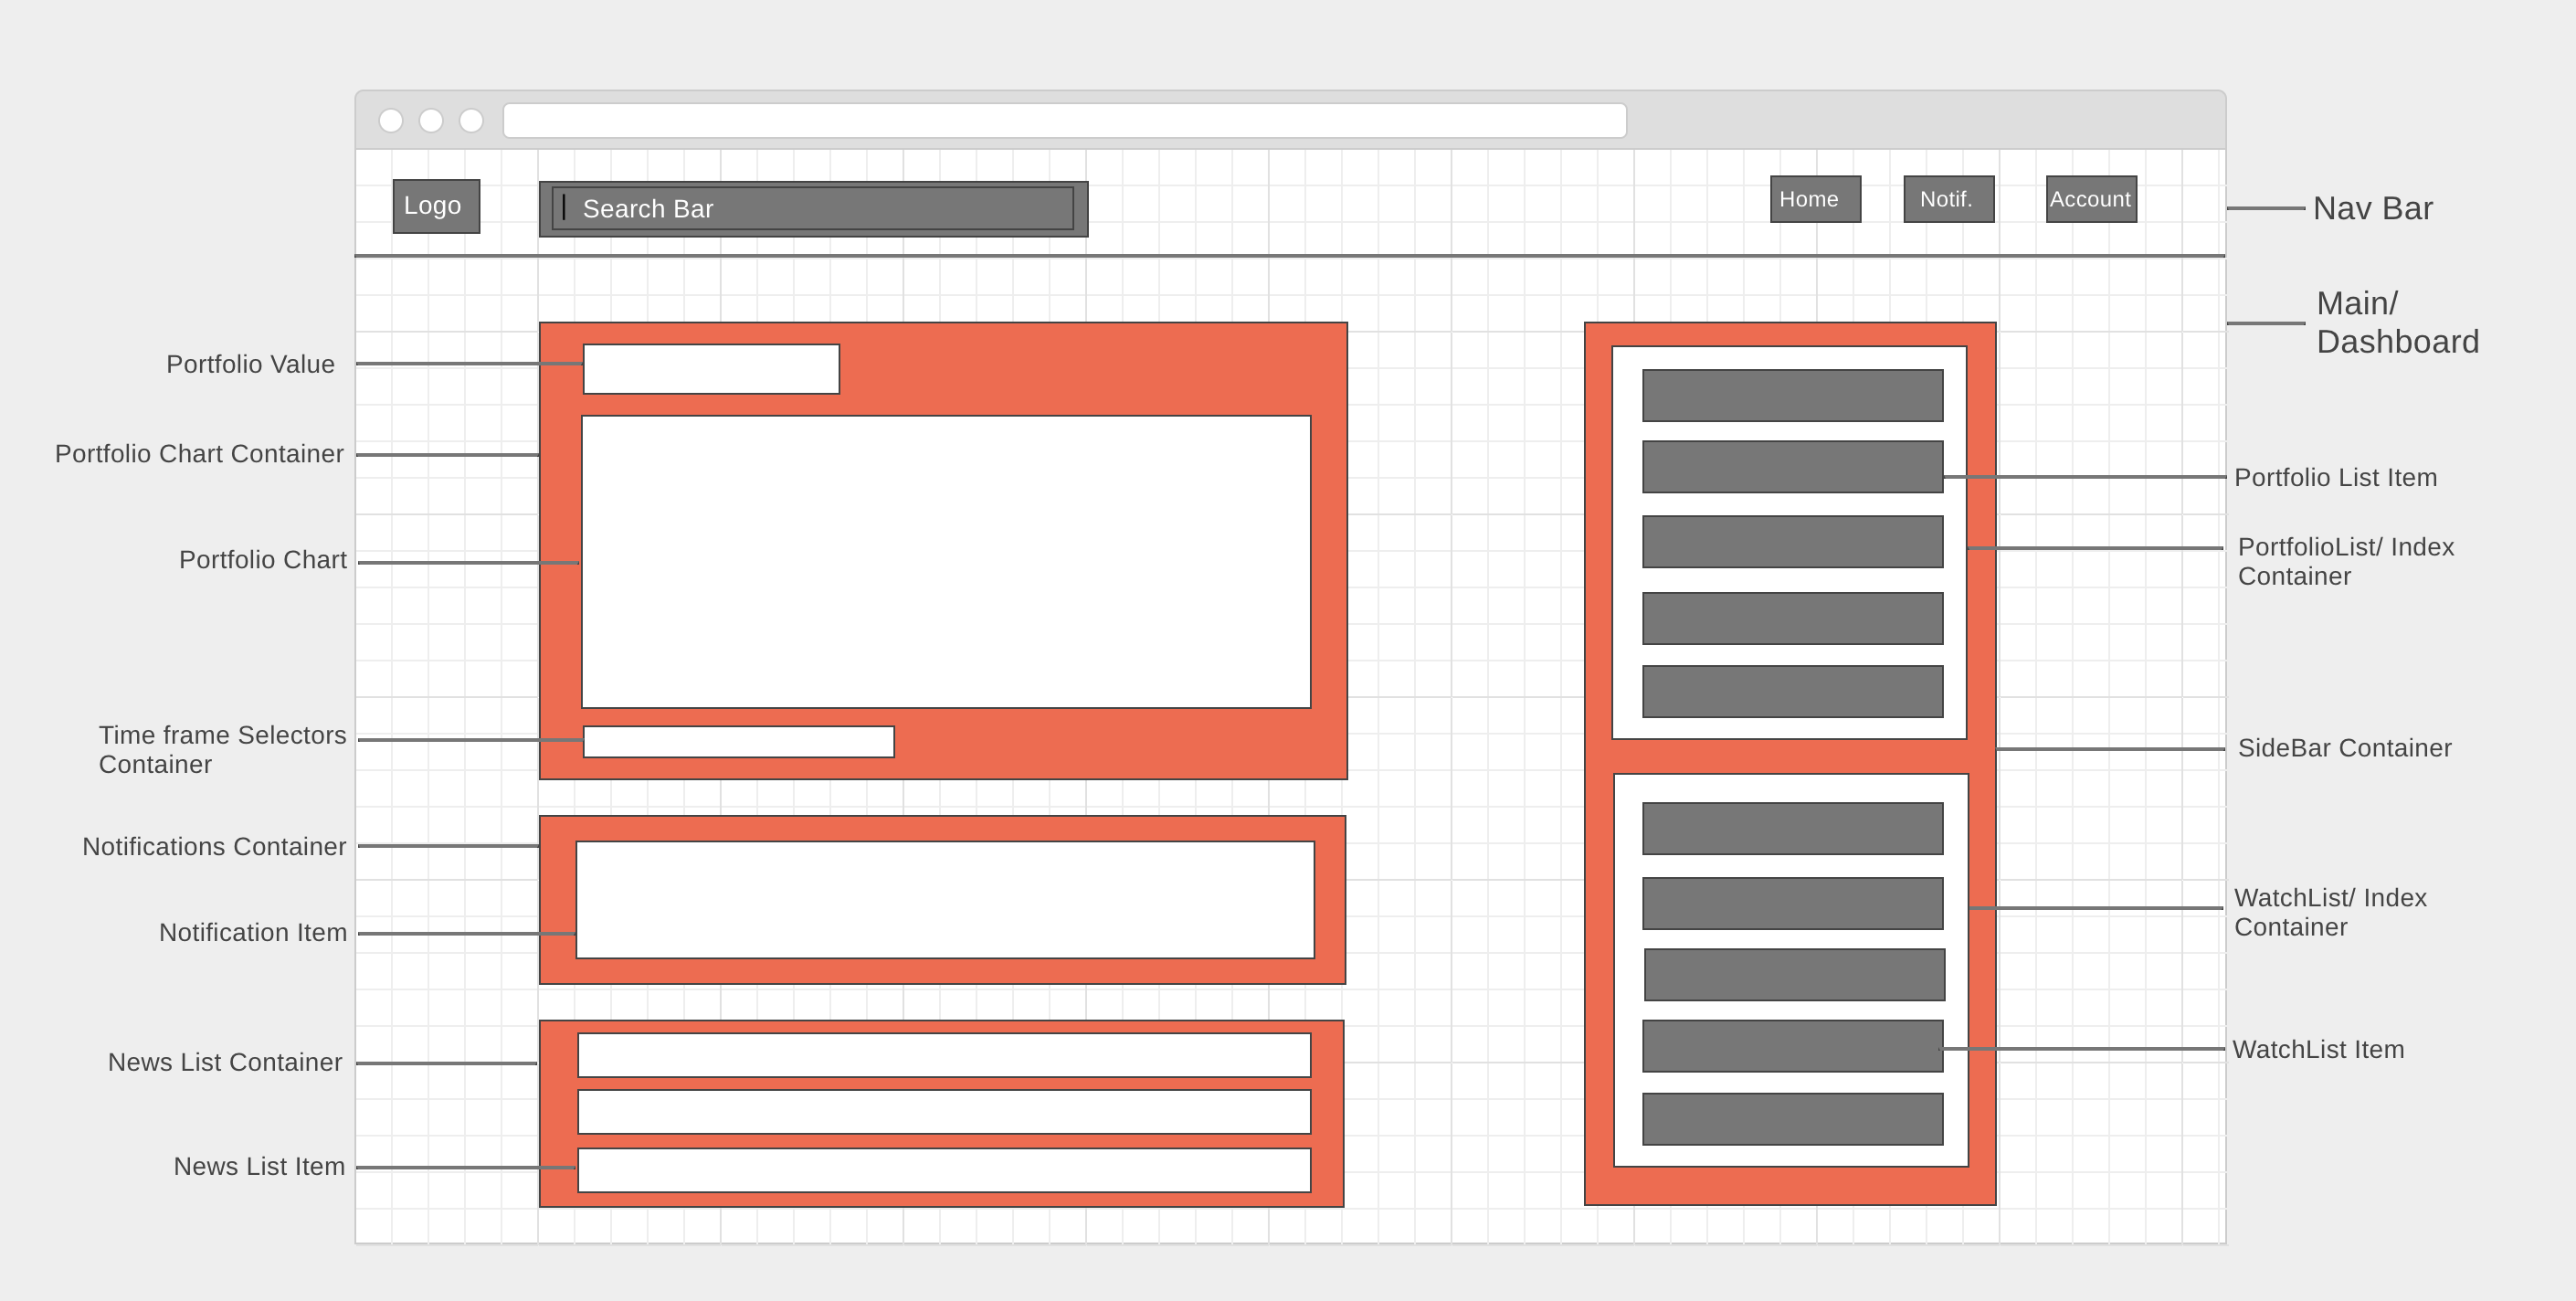 Logo
Search Bar
Home
Notif.
Account
Nav Bar
Main/
Dashboard
Portfolio Value
Portfolio Chart Container
Portfolio Chart
Time frame Selectors
Container
Notifications Container
Notification Item
News List Container
News List Item
Portfolio List Item
PortfolioList/ Index
Container
SideBar Container
WatchList/ Index
Container
WatchList Item